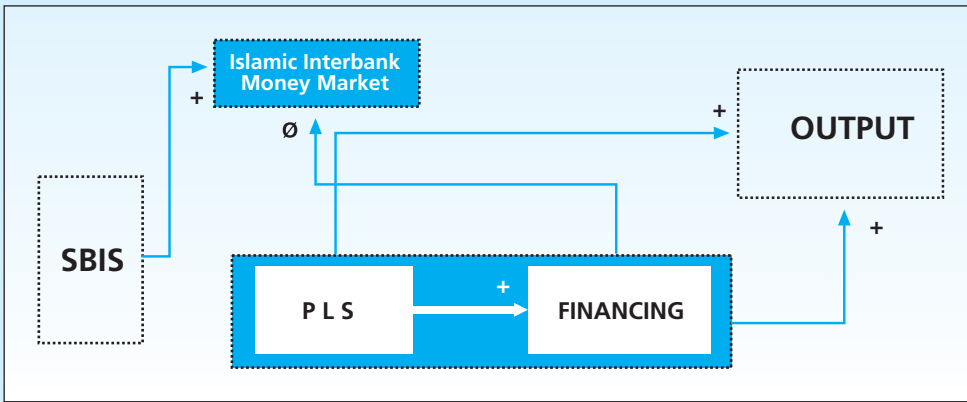 Islamic Interbank
Money Market
+
Ø
+
OUTPUT
+
SBIS
+
P L S
FINANCING